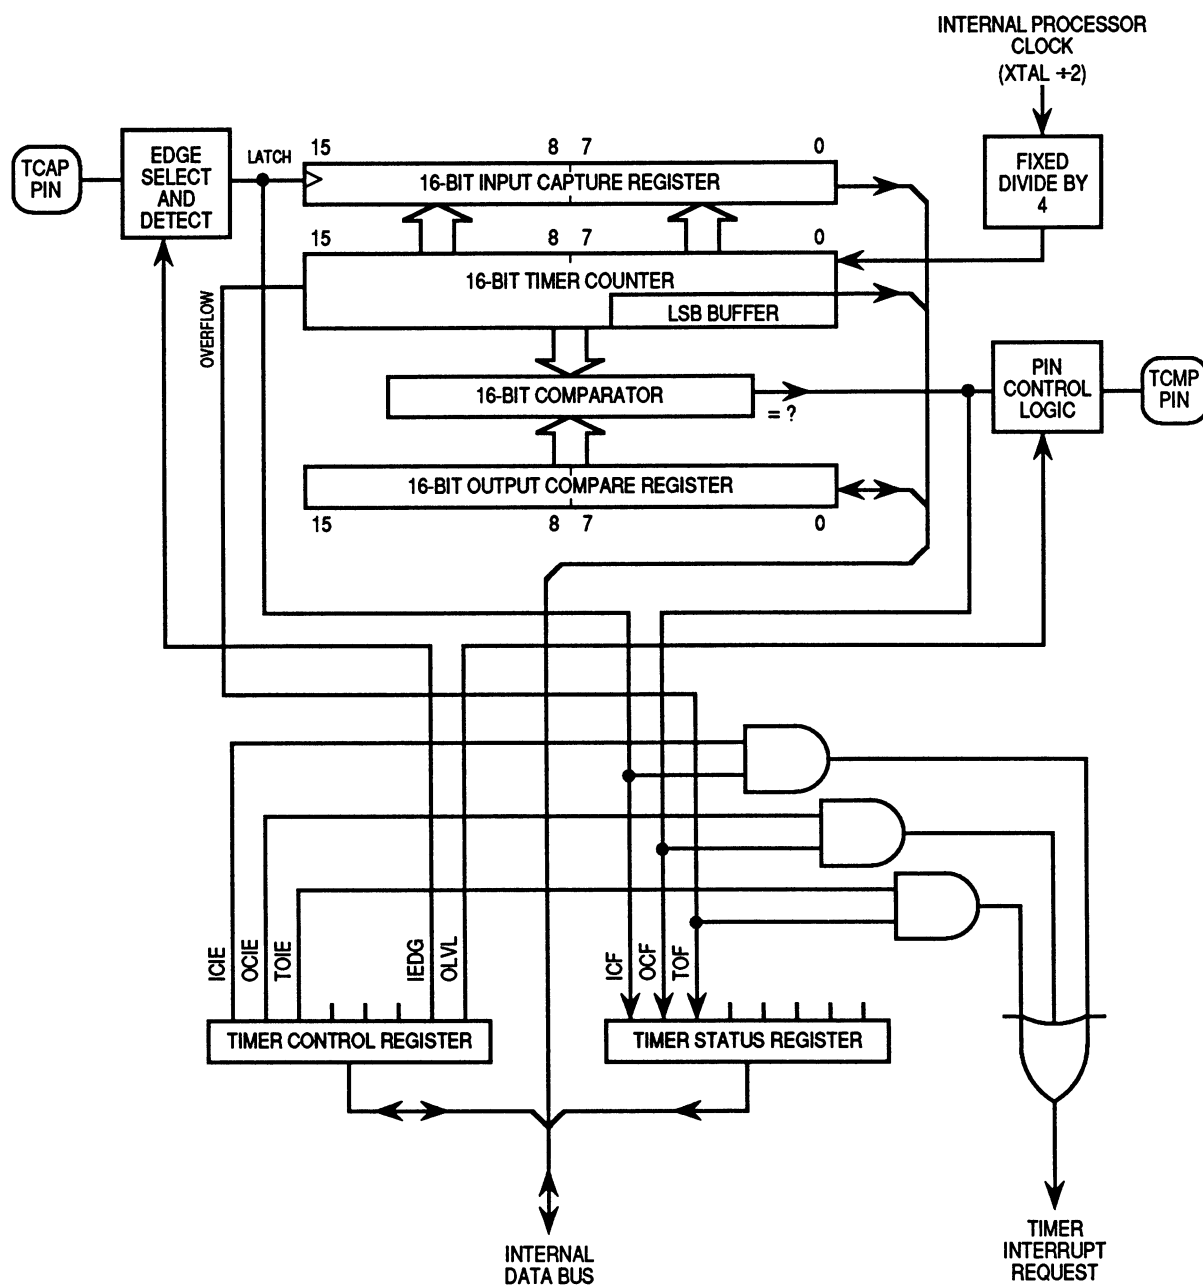 INTERNAL PROCESSOR
CLOCK
(XTAL ÷2)
TCAP
PIN
EDGE
SELECT
AND
DETECT
LATCH
15 8 7 0
16-BIT INPUT CAPTURE REGISTER
FIXED
DIVIDE BY
4
15 8 7 0
16-BIT TIMER COUNTER
LSB BUFFER
OVERFLOW
16-BIT COMPARATOR
= ?
PIN
CONTROL
LOGIC
TCMP
PIN
16-BIT OUTPUT COMPARE REGISTER
15 8 7 0
ICIE
OCIE
TOIE
IEDG
OLVL
ICF
OCF
TOF
TIMER CONTROL REGISTER
TIMER STATUS REGISTER
INTERNAL
DATA BUS
TIMER
INTERRUPT
REQUEST